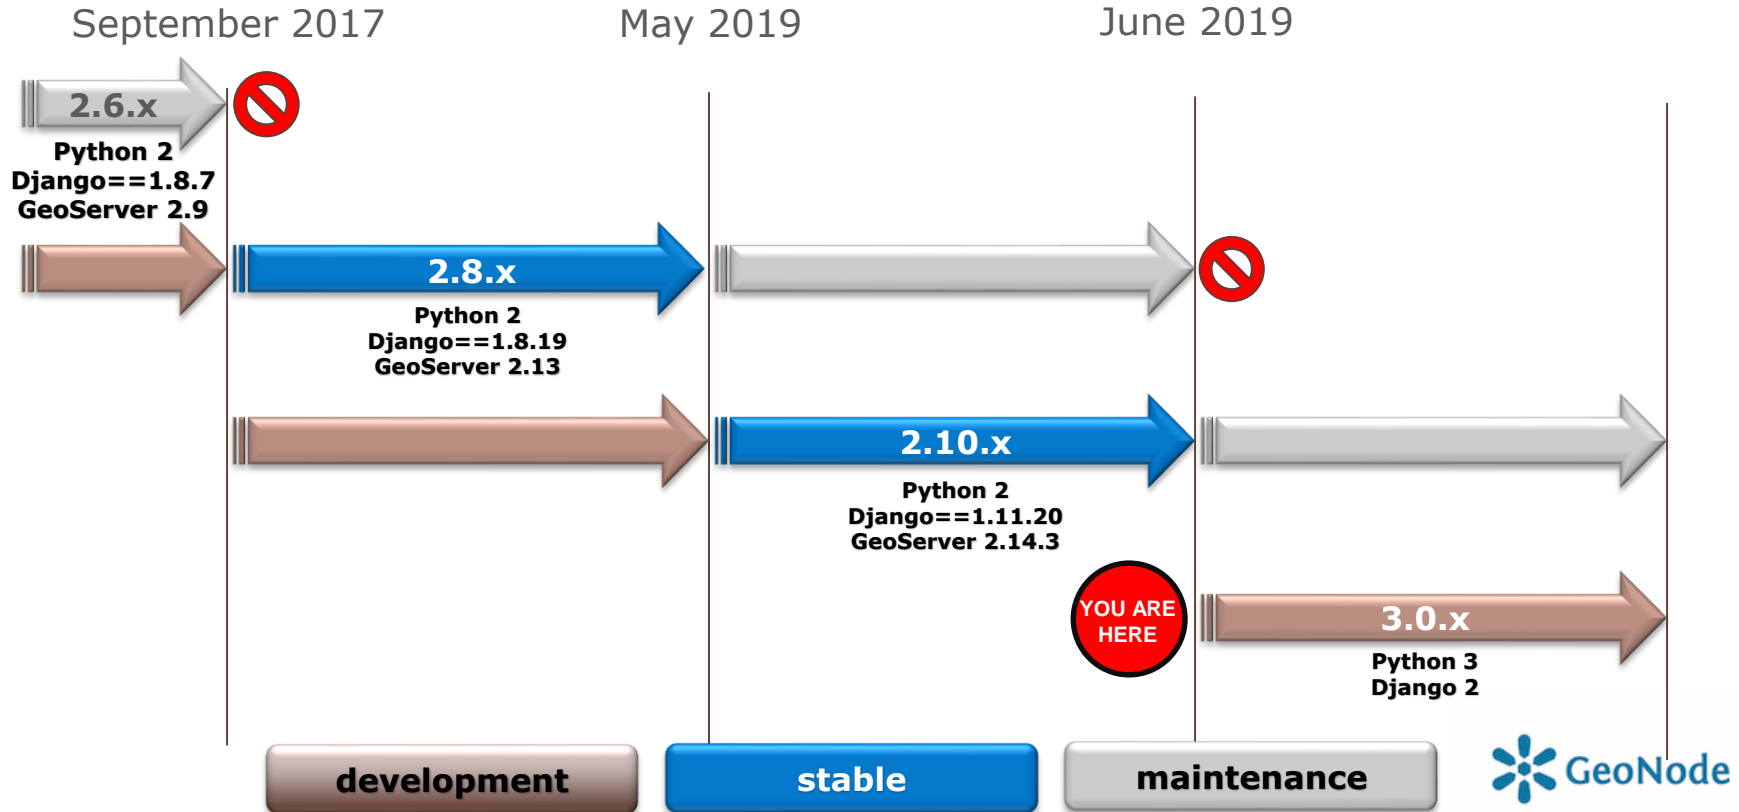 September 2017
May 2019
June 2019
2.6.x
Python 2
Django==1.8.7
GeoServer 2.9
2.8.x
Python 2
Django==1.8.19
GeoServer 2.13
2.10.x
Python 2
Django==1.11.20
GeoServer 2.14.3
YOU ARE
HERE
3.0.x
Python 3
Django 2
development
stable
maintenance
GeoNode